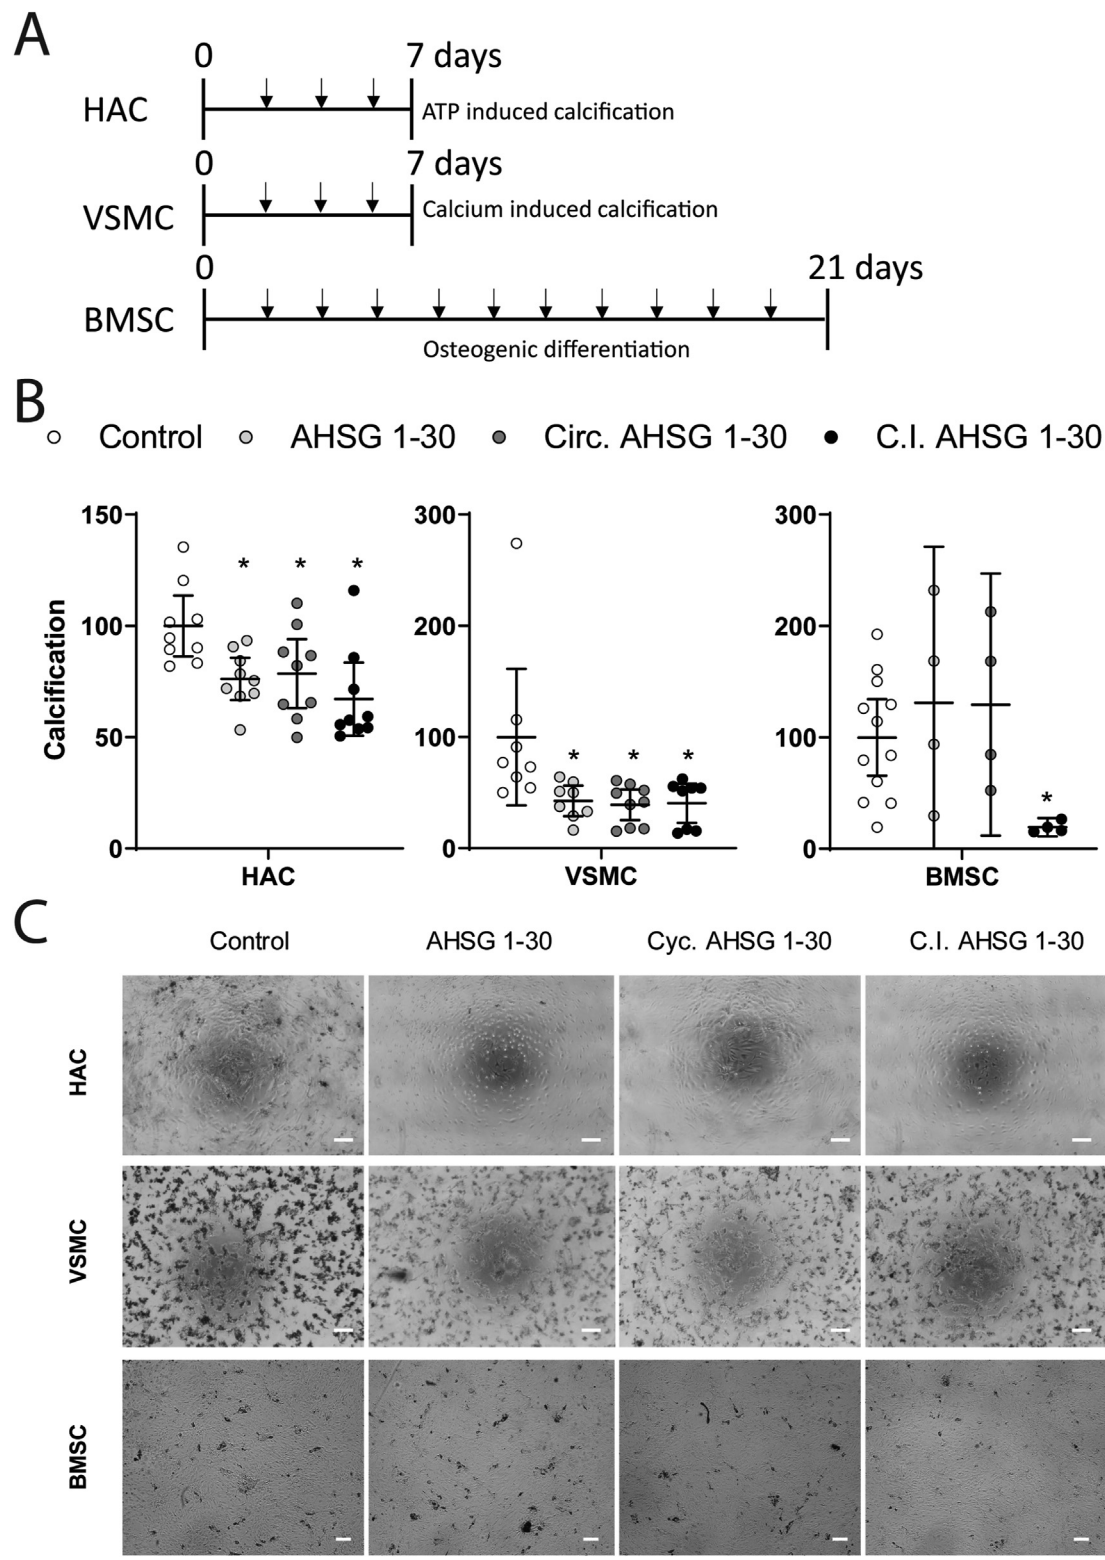 A
0 7 days
HAC ATP induced calcification
0 7 days
VSMC Calcium induced calcification
0 21 days
BMSC
Osteogenic differentiation
B
Control AHSG 1-30 Circ. AHSG 1-30 C.I. AHSG 1-30
Calcification
150
100
50
0
* * *
HAC
300
200
100
0
* * *
VSMC
300
200
100
0
*
BMSC
C
Control AHSG 1-30 Cyc. AHSG 1-30 C.I. AHSG 1-30
HAC
VSMC
BMSC